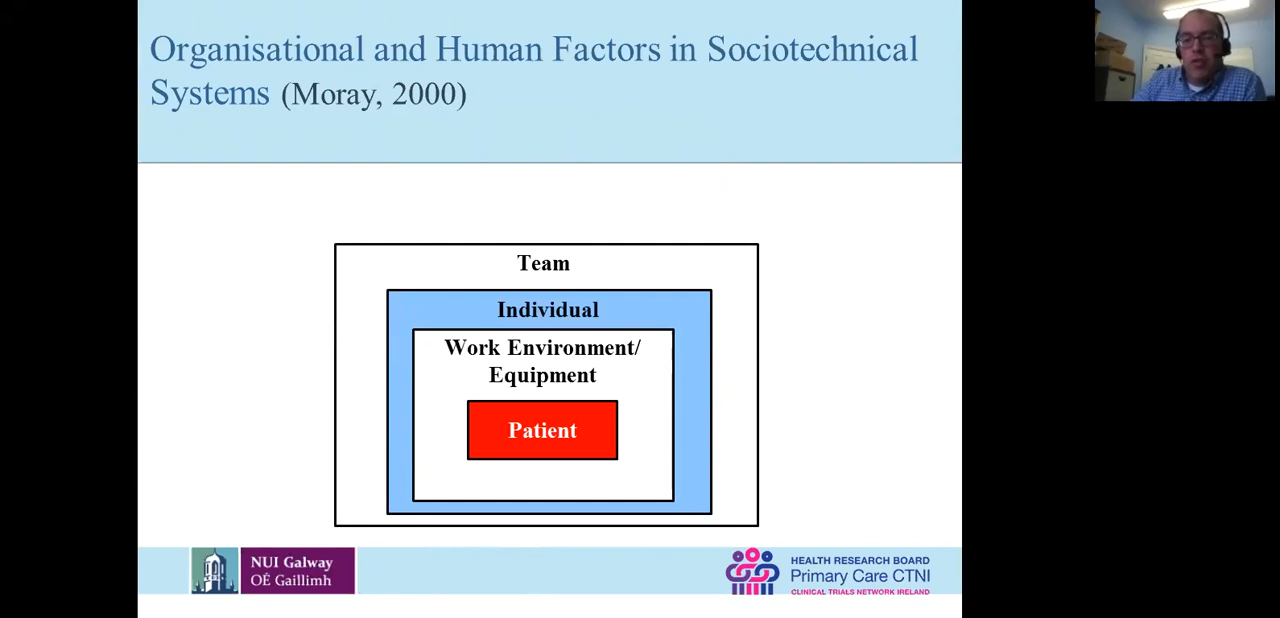 Organisational and Human Factors in Sociotechnical
Systems (Moray, 2000)
Team
Individual
Work Environment/
Equipment
Patient
NUI Galway
OÉ Gaillimh
HEALTH RESEARCH BOARD
Primary Care CTNI
CLINICAL TRIALS NETWORK IRELAND